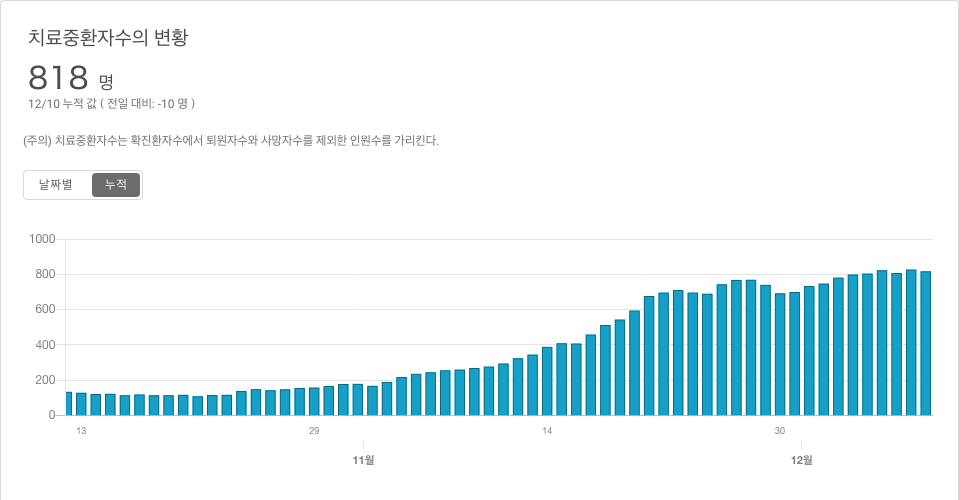 치료중환자수의 변황
818 명
12/10 누적 값 ( 전일 대비: -10 명 )
(주의) 치료중환자수는 확진환자수에서 퇴원자수와 사망자수를 제외한 인원수를 가리킨다.
날짜별 누적
1000
800
600
400
200
0
13 29 14 30
11월 12월